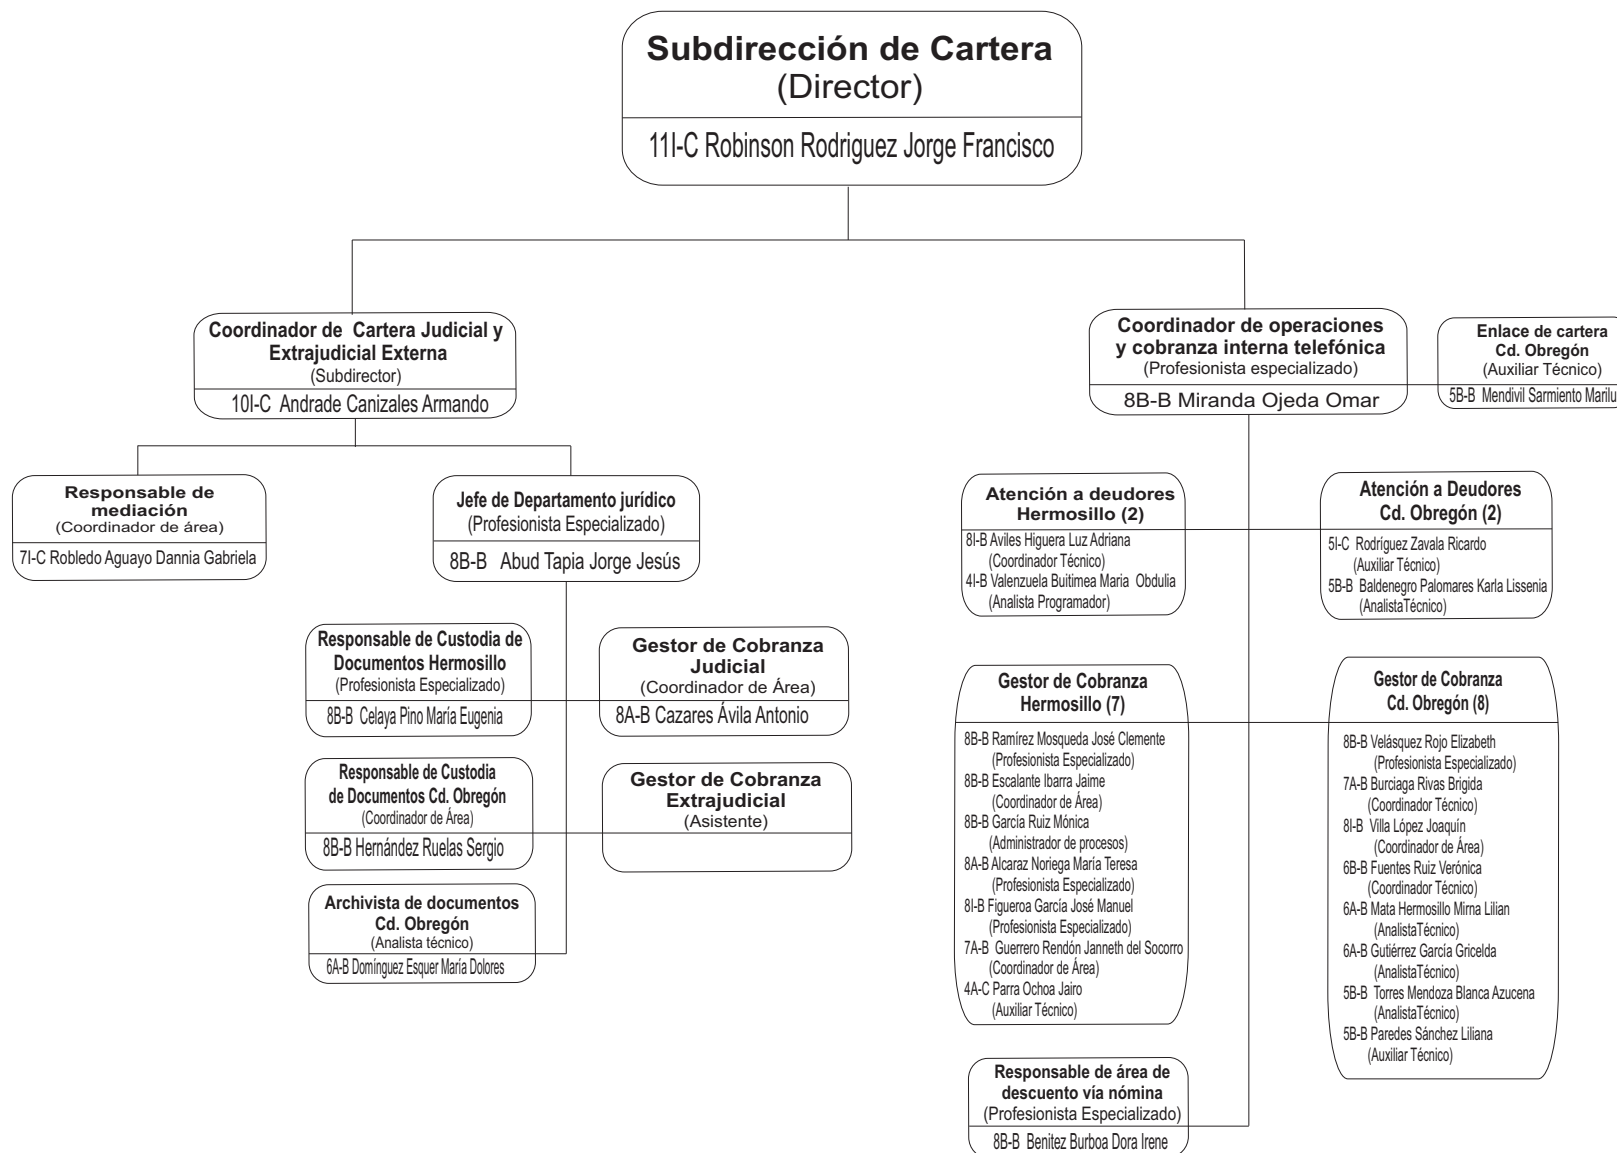 Subdirección de Cartera
(Director)
11I-C Robinson Rodriguez Jorge Francisco
Coordinador de Cartera Judicial y
Extrajudicial Externa
(Subdirector)
10I-C Andrade Canizales Armando
Coordinador de operaciones
y cobranza interna telefónica
(Profesionista especializado)
8B-B Miranda Ojeda Omar
Enlace de cartera
Cd. Obregón
(Auxiliar Técnico)
5B-B Mendivil Sarmiento Marilu
Responsable de
mediación
(Coordinador de área)
7I-C Robledo Aguayo Dannia Gabriela
Jefe de Departamento jurídico
(Profesionista Especializado)
8B-B Abud Tapia Jorge Jesús
Atención a deudores
Hermosillo (2)
8I-B Aviles Higuera Luz Adriana
(Coordinador Técnico)
4I-B Valenzuela Buitimea Maria Obdulia
(Analista Programador)
Atención a Deudores
Cd. Obregón (2)
5I-C Rodríguez Zavala Ricardo
(Auxiliar Técnico)
5B-B Baldenegro Palomares Karla Lissenia
(AnalistaTécnico)
Responsable de Custodia de
Documentos Hermosillo
(Profesionista Especializado)
8B-B Celaya Pino María Eugenia
Gestor de Cobranza
Judicial
(Coordinador de Área)
8A-B Cazares Ávila Antonio
Responsable de Custodia
de Documentos Cd. Obregón
(Coordinador de Área)
8B-B Hernández Ruelas Sergio
Gestor de Cobranza
Extrajudicial
(Asistente)
Archivista de documentos
Cd. Obregón
(Analista técnico)
6A-B Domínguez Esquer María Dolores
Gestor de Cobranza
Hermosillo (7)
8B-B Ramírez Mosqueda José Clemente
(Profesionista Especializado)
8B-B Escalante Ibarra Jaime
(Coordinador de Área)
8B-B García Ruiz Mónica
(Administrador de procesos)
8A-B Alcaraz Noriega María Teresa
(Profesionista Especializado)
8I-B Figueroa García José Manuel
(Profesionista Especializado)
7A-B Guerrero Rendón Janneth del Socorro
(Coordinador de Área)
4A-C Parra Ochoa Jairo
(Auxiliar Técnico)
Gestor de Cobranza
Cd. Obregón (8)
8B-B Velásquez Rojo Elizabeth
(Profesionista Especializado)
7A-B Burciaga Rivas Brigida
(Coordinador Técnico)
8I-B Villa López Joaquín
(Coordinador de Área)
6B-B Fuentes Ruiz Verónica
(Coordinador Técnico)
6A-B Mata Hermosillo Mirna Lilian
(AnalistaTécnico)
6A-B Gutiérrez García Gricelda
(AnalistaTécnico)
5B-B Torres Mendoza Blanca Azucena
(AnalistaTécnico)
5B-B Paredes Sánchez Liliana
(Auxiliar Técnico)
Responsable de área de
descuento vía nómina
(Profesionista Especializado)
8B-B Benítez Burboa Dora Irene